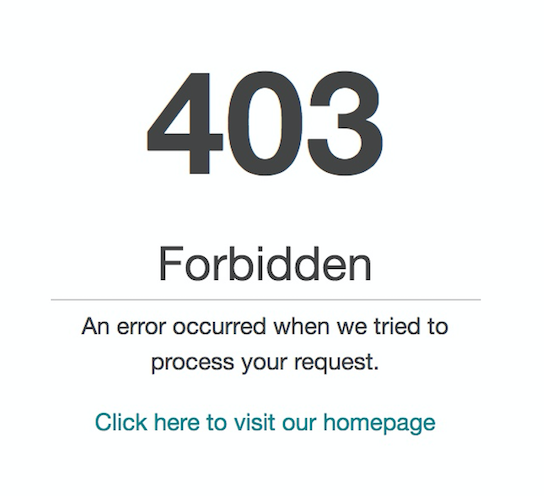 403
Forbidden
An error occurred when we tried to
process your request.
Click here to visit our homepage